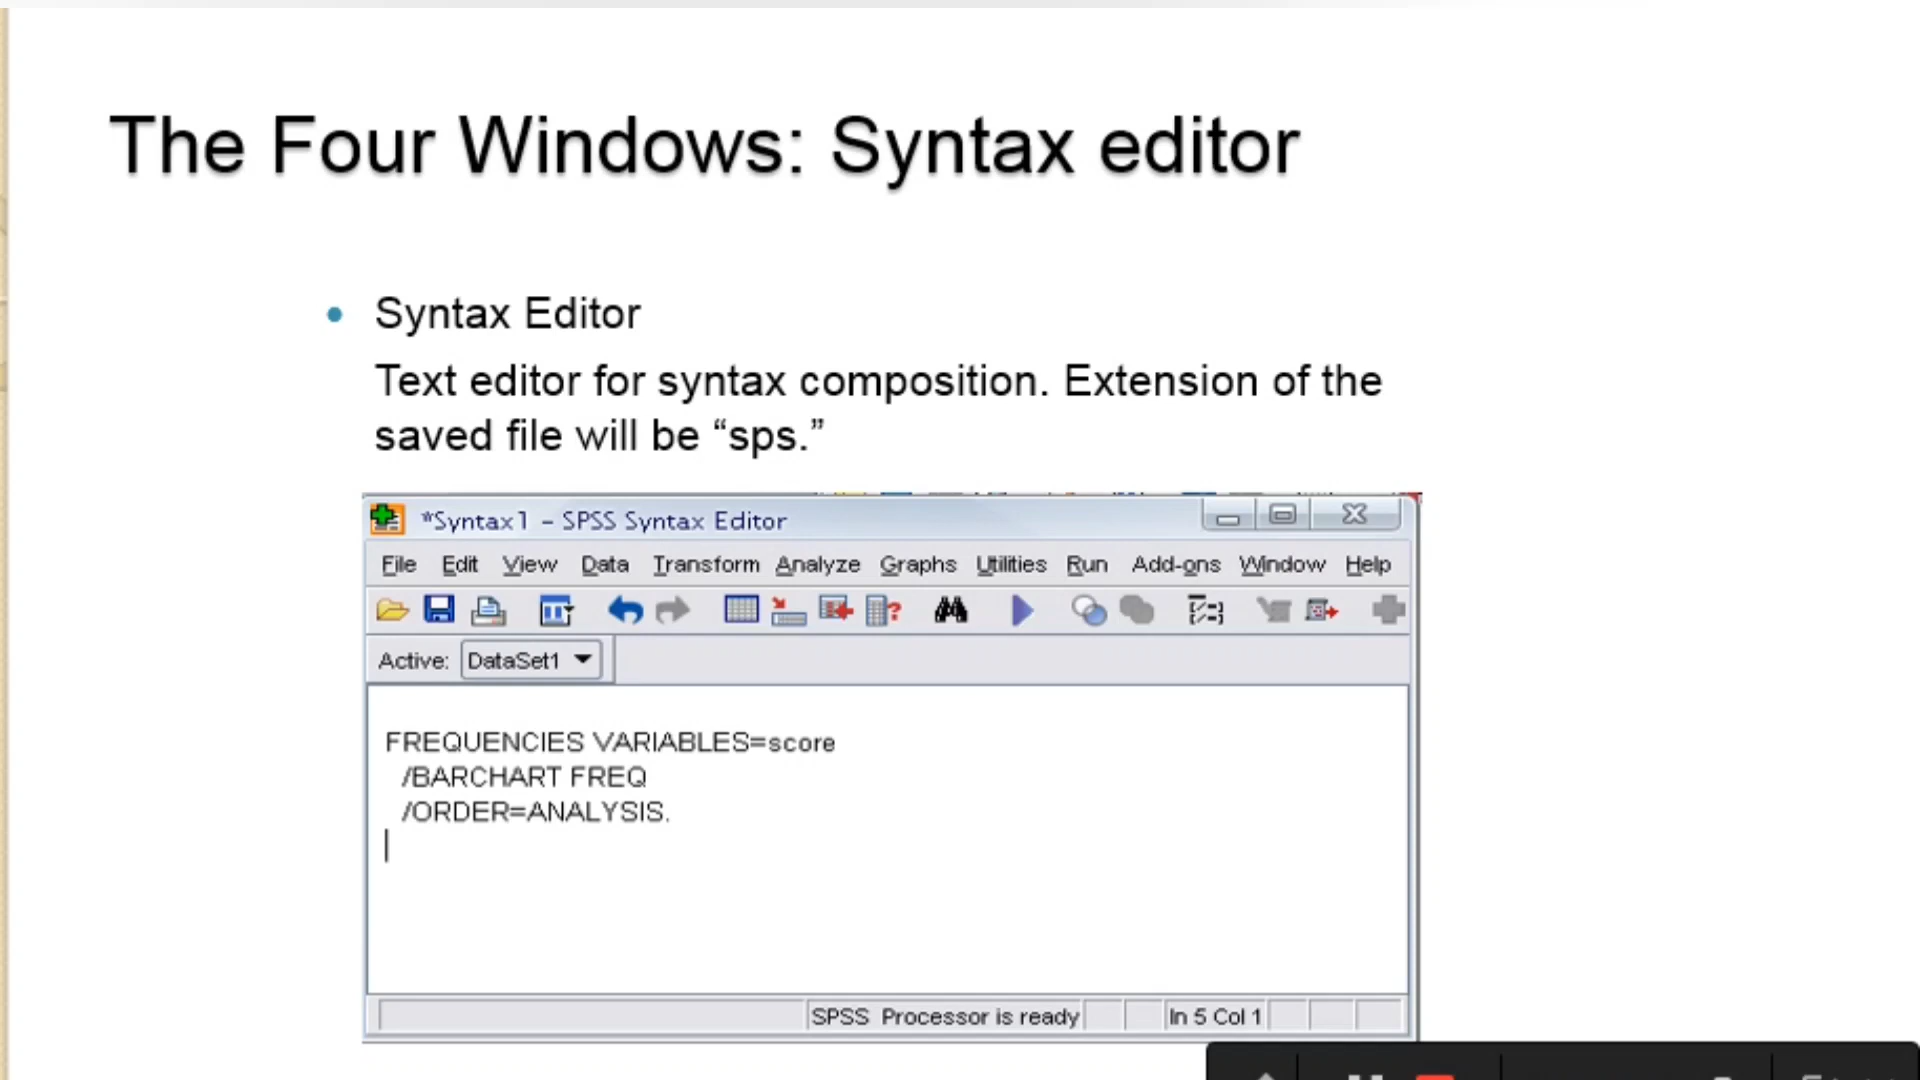 The Four Windows: Syntax editor
• Syntax Editor
Text editor for syntax composition. Extension of the
saved file will be “sps.”
*Syntax1 – SPSS Syntax Editor
File Edit View Data Transform Analyze Graphs Utilities Run Add-ons Window Help
Active: DataSet1
FREQUENCIES VARIABLES=score
/BARCHART FREQ
/ORDER=ANALYSIS.
SPSS Processor is ready In 5 Col 1